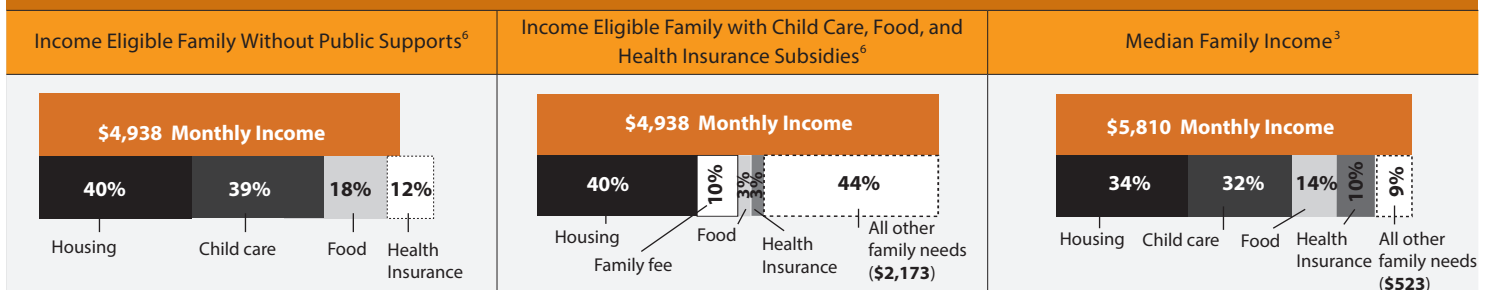 Income Eligible Family Without Public Supports6
Income Eligible Family with Child Care, Food, and
Health Insurance Subsidies6
Median Family Income3
$4,938 Monthly Income
40%
39%
18%
12%
Housing
Child care
Food
Health
Insurance
$4,938 Monthly Income
40%
10%
3%
3%
44%
Housing
Family fee
Food
Health
Insurance
All other
family needs
($2,173)
$5,810 Monthly Income
34%
32%
14%
10%
9%
Housing
Child care
Food
Health
Insurance
All other
family needs
($523)